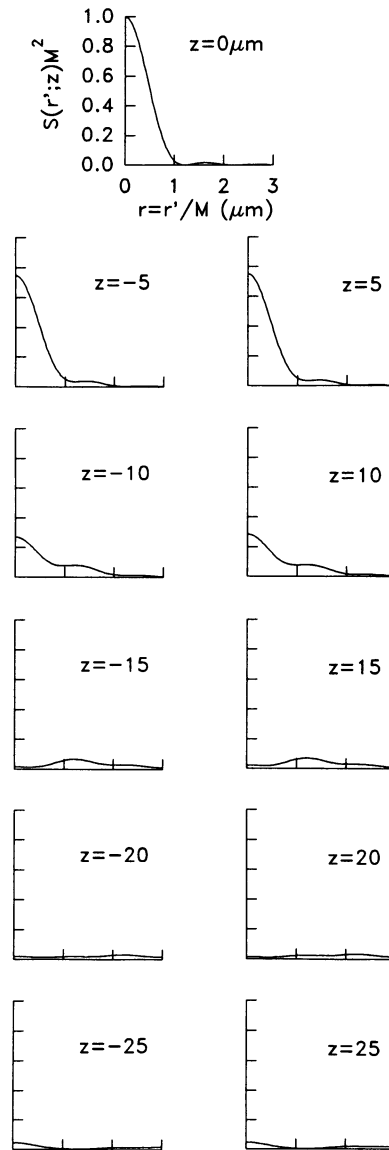 S(r';z)M²
1.0
0.8
0.6
0.4
0.2
0.0
z=0μm
0 1 2 3
r=r'/M (μm)
z=−5
z=5
z=−10
z=10
z=−15
z=15
z=−20
z=20
z=−25
z=25